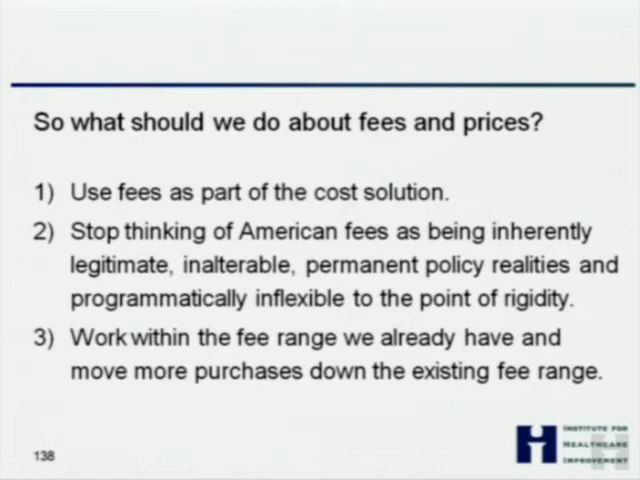 So what should we do about fees and prices?
1) Use fees as part of the cost solution.
2) Stop thinking of American fees as being inherently
legitimate, inalterable, permanent policy realities and
programmatically inflexible to the point of rigidity.
3) Work within the fee range we already have and
move more purchases down the existing fee range.
138
INSTITUTE FOR
HEALTHCARE
IMPROVEMENT